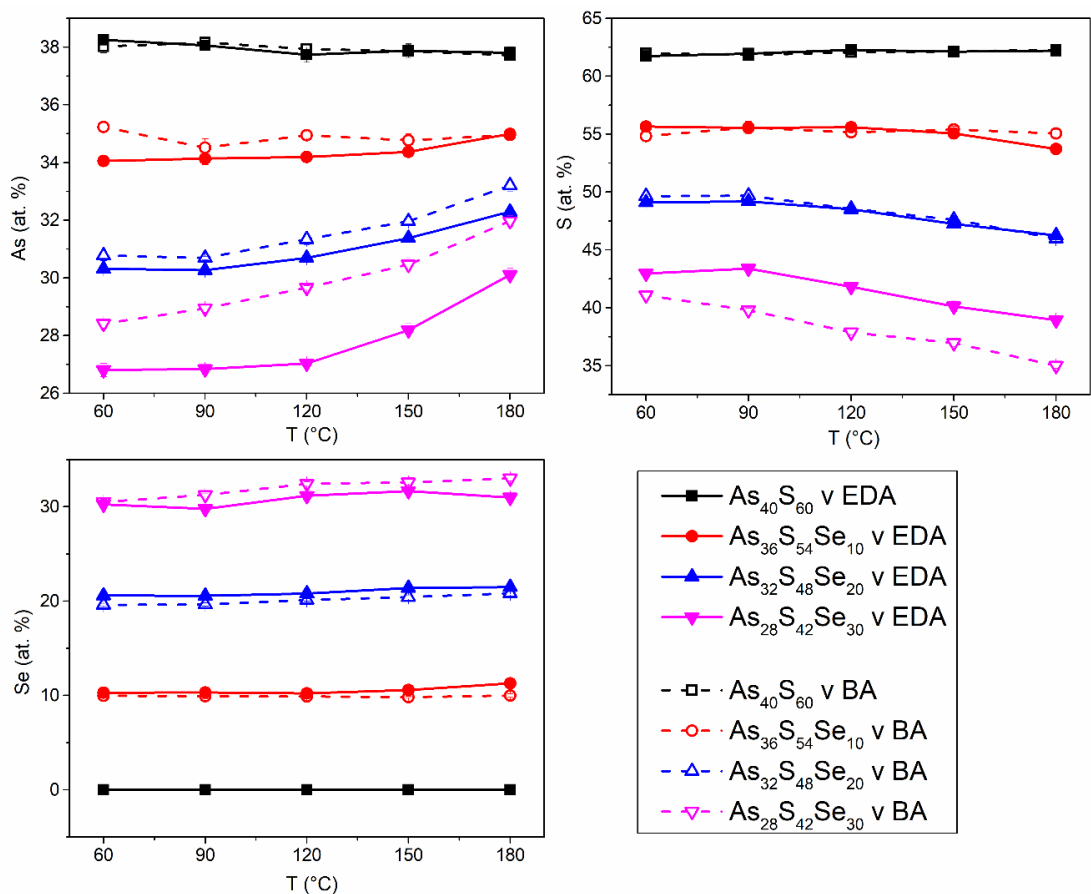 38
36
34
32
30
28
26
As (at. %)
60 90 120 150 180
T (°C)
65
60
55
50
45
40
35
S (at. %)
60 90 120 150 180
T (°C)
30
20
10
0
Se (at. %)
60 90 120 150 180
T (°C)
As₄₀S₆₀ v EDA
As₃₆S₅₄Se₁₀ v EDA
As₃₂S₄₈Se₂₀ v EDA
As₂₈S₄₂Se₃₀ v EDA
As₄₀S₆₀ v BA
As₃₆S₅₄Se₁₀ v BA
As₃₂S₄₈Se₂₀ v BA
As₂₈S₄₂Se₃₀ v BA